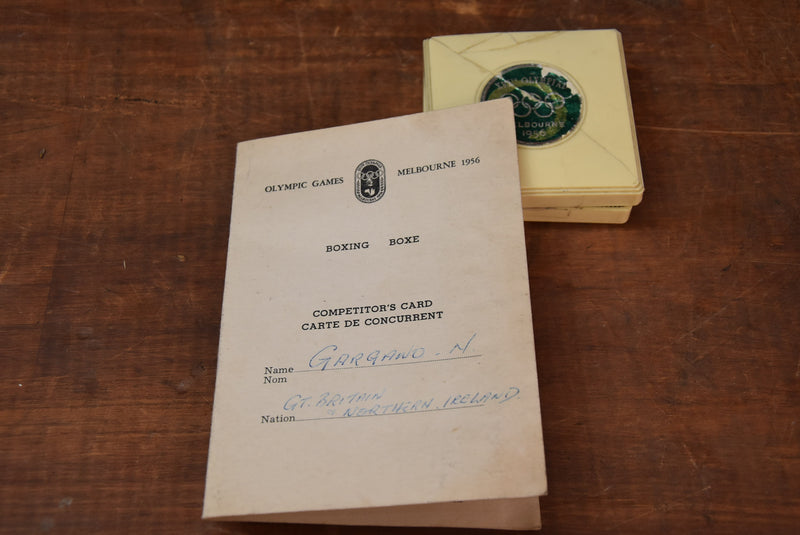 OLYMPIC GAMES MELBOURNE 1956
BOXING BOXE
COMPETITOR'S CARD
CARTE DE CONCURRENT
Name Gargano . N.
Nom
GT. BRITAIN
Nation & NORTHERN . IRELAND
MELBOURNE
1956